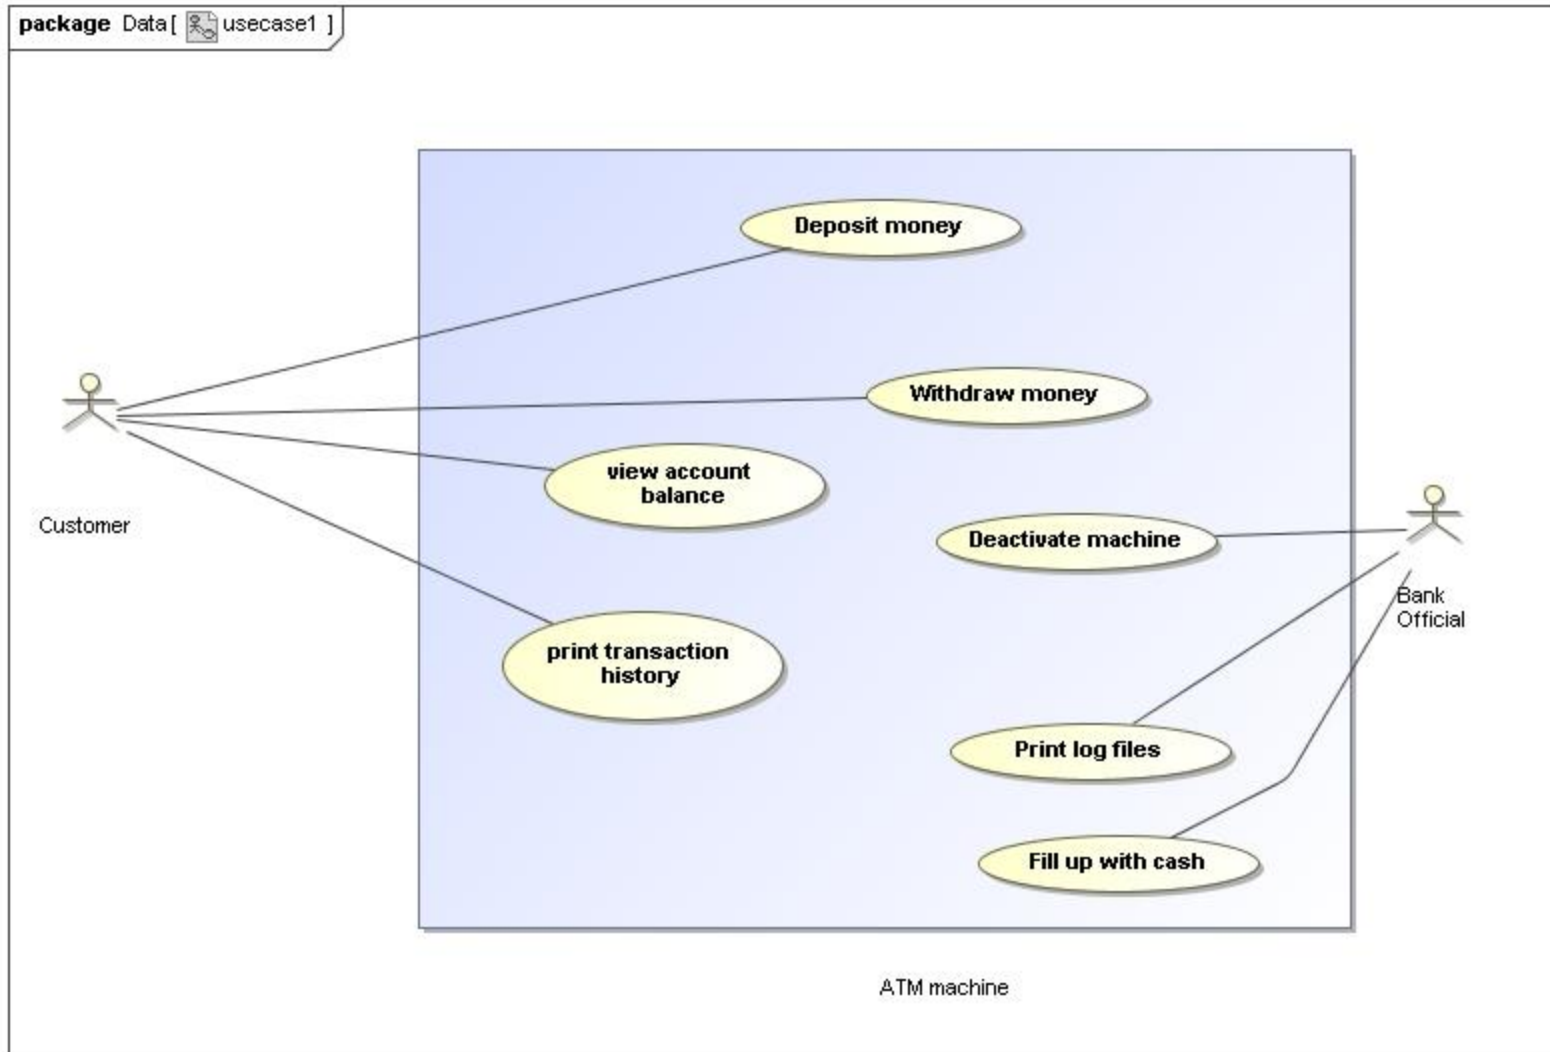 package Data [ usecase1 ]
Deposit money
Withdraw money
view account
balance
Customer
Deactivate machine
Bank
Official
print transaction
history
Print log files
Fill up with cash
ATM machine